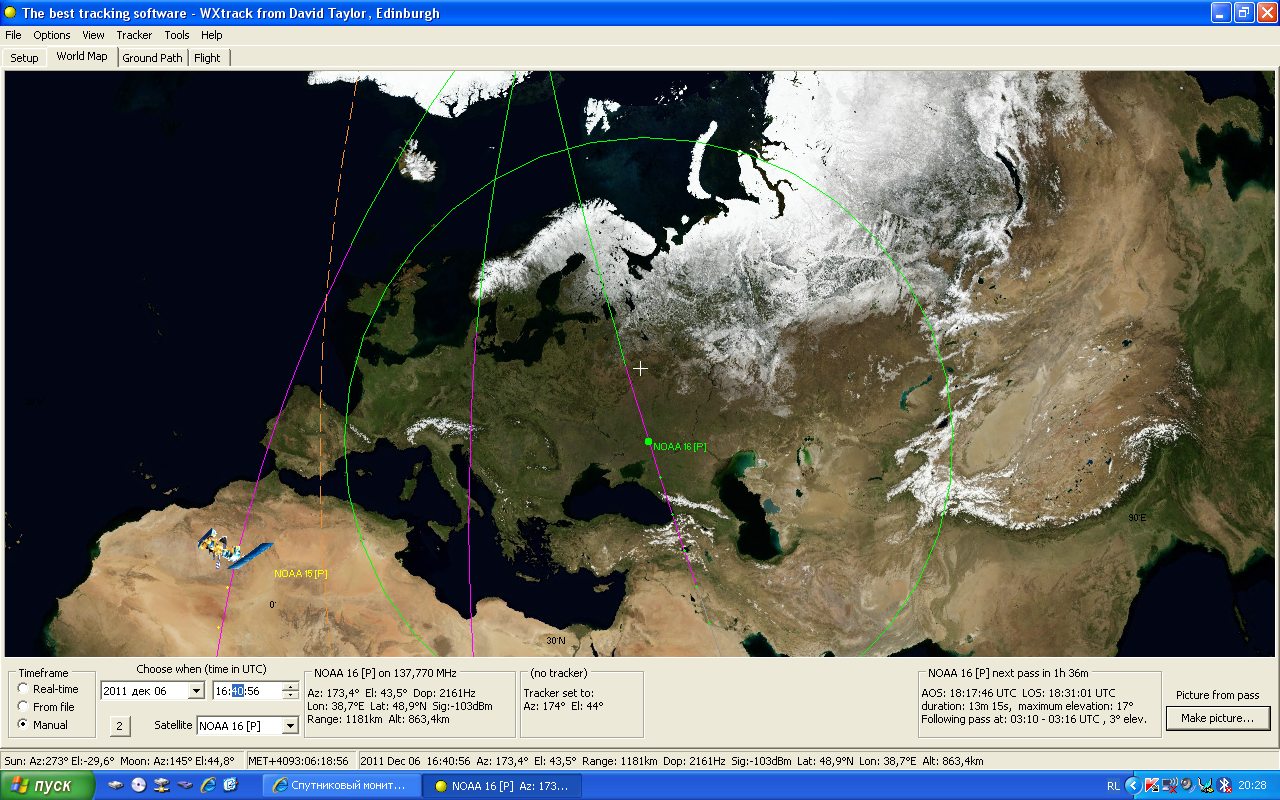 The best tracking software - WXtrack from David Taylor, Edinburgh
File Options View Tracker Tools Help
Setup World Map Ground Path Flight
NOAA 16 [P]
90°E
NOAA 15 [P]
0°
30°N
Timeframe
Real-time
From file
Manual
Choose when (time in UTC)
2011 дек 06 16:40:56
2 Satellite NOAA 16 [P]
NOAA 16 [P] on 137,770 MHz
Az: 173,4° El: 43,5° Dop: 2161Hz
Lon: 38,7°E Lat: 48,9°N Sig:-103dBm
Range: 1181km Alt: 863,4km
(no tracker)
Tracker set to:
Az: 174° El: 44°
NOAA 16 [P] next pass in 1h 36m
AOS: 18:17:46 UTC LOS: 18:31:01 UTC
duration: 13m 15s, maximum elevation: 17°
Following pass at: 03:10 - 03:16 UTC , 3° elev.
Picture from pass
Make picture...
Sun: Az:273° El:-29,6° Moon: Az:145° El:44,8° MET+4093:06:18:56 2011 Dec 06 16:40:56 Az: 173,4° El: 43,5° Range: 1181km Dop: 2161Hz Sig:-103dBm Lat: 48,9°N Lon: 38,7°E Alt: 863,4km
пуск Спутниковый монит... NOAA 16 [P] Az: 173... RL 20:28